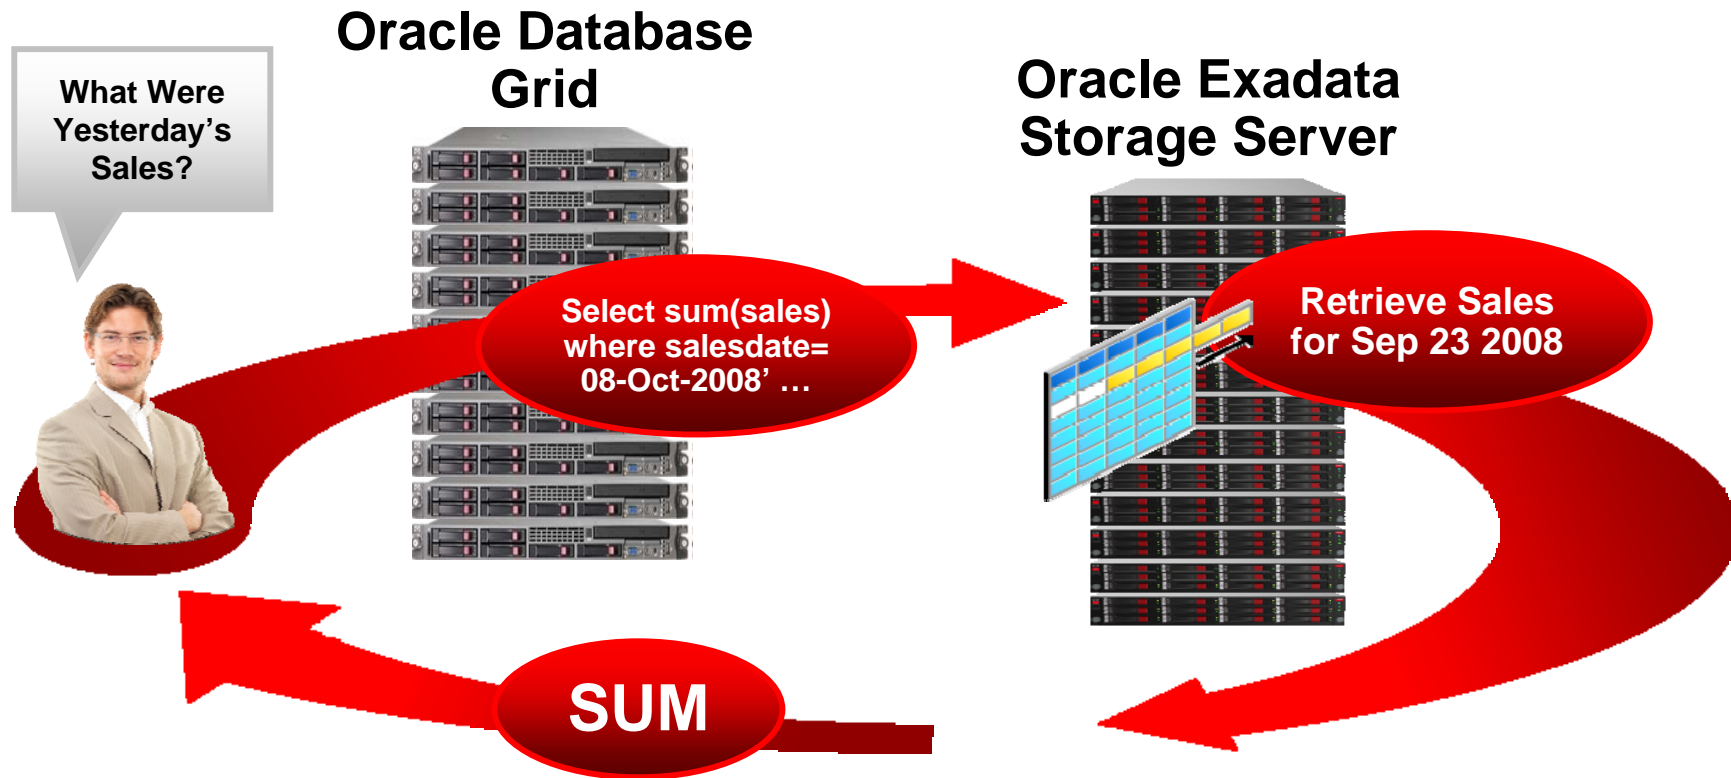 Oracle Database
Grid
Oracle Exadata
Storage Server
What Were
Yesterday’s
Sales?
Select sum(sales)
where salesdate=
08-Oct-2008’ …
Retrieve Sales
for Sep 23 2008
SUM